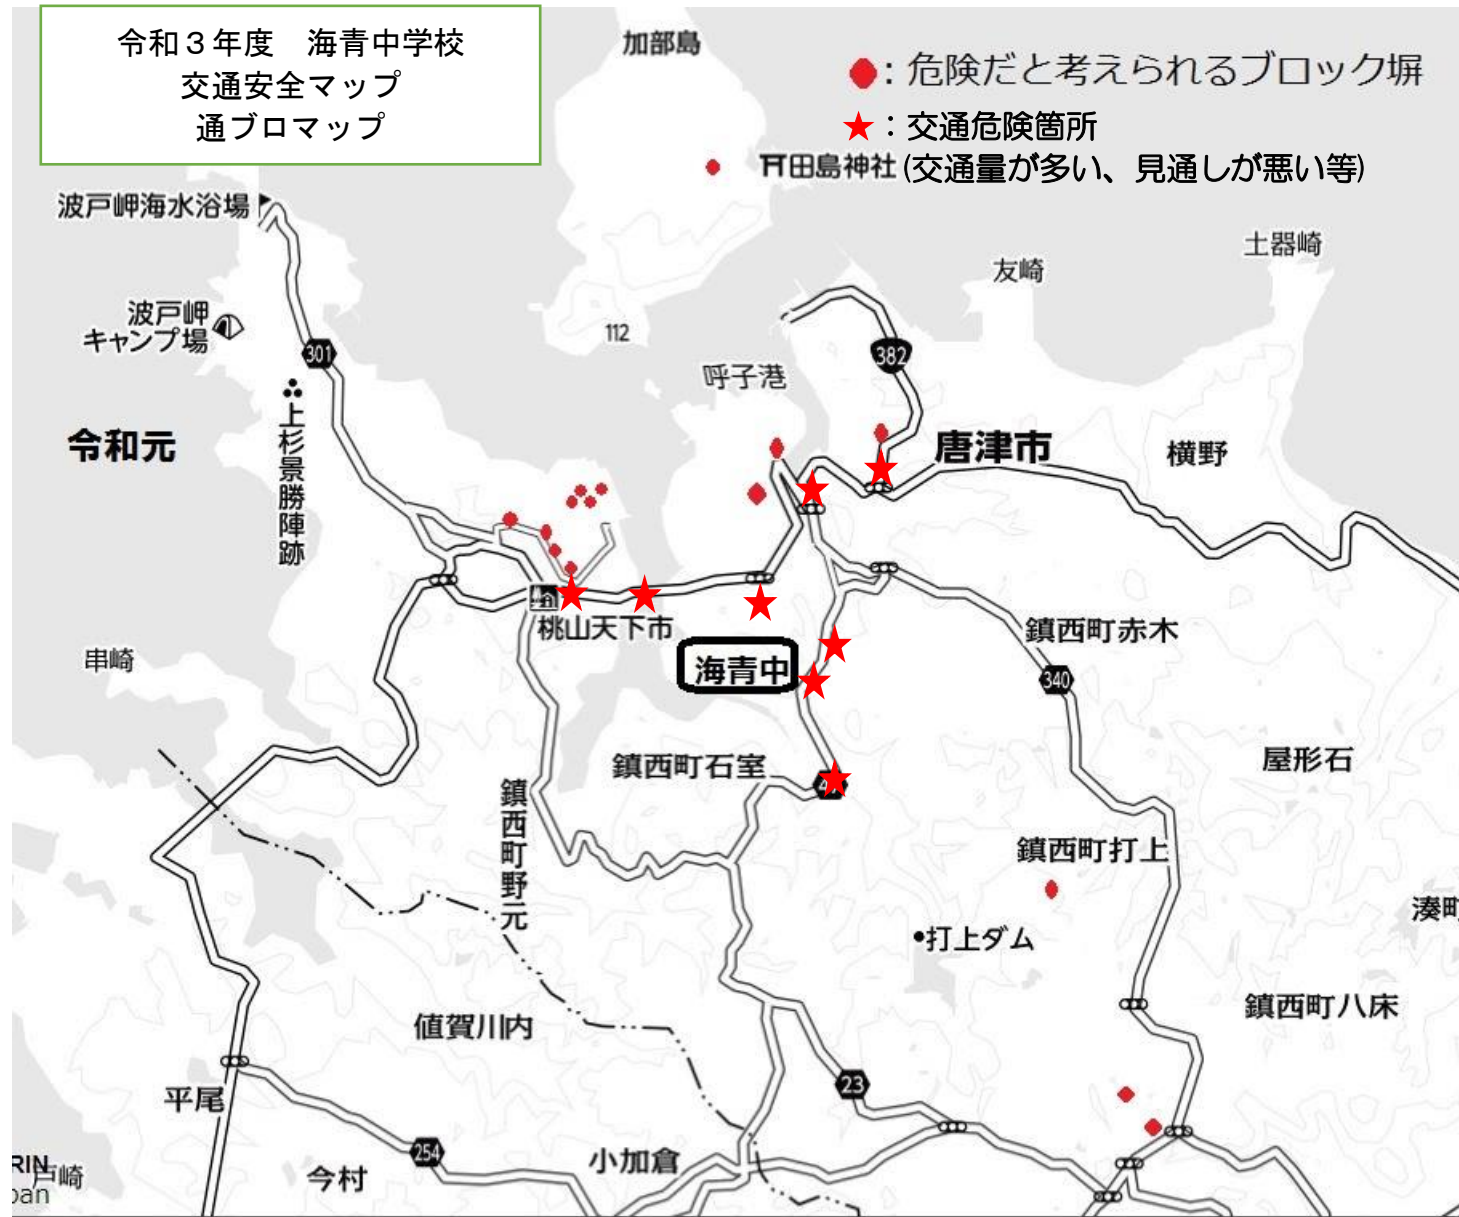 令和３年度　海青中学校
交通安全マップ
通ブロマップ
加部島
：危険だと考えられるブロック塀
：交通危険箇所
田島神社
(交通量が多い、見通しが悪い等)
波戸岬海水浴場
土器崎
友崎
波戸岬
キャンプ場
112
301
382
呼子港
上杉景勝陣跡
令和元
唐津市
横野
桃山天下市
鎮西町赤木
串崎
海青中
340
鎮西町石室
屋形石
鎮西町野元
鎮西町打上
湊町
打上ダム
鎮西町八床
値賀川内
23
平尾
254
小加倉
今村
RIN
戸崎
pan